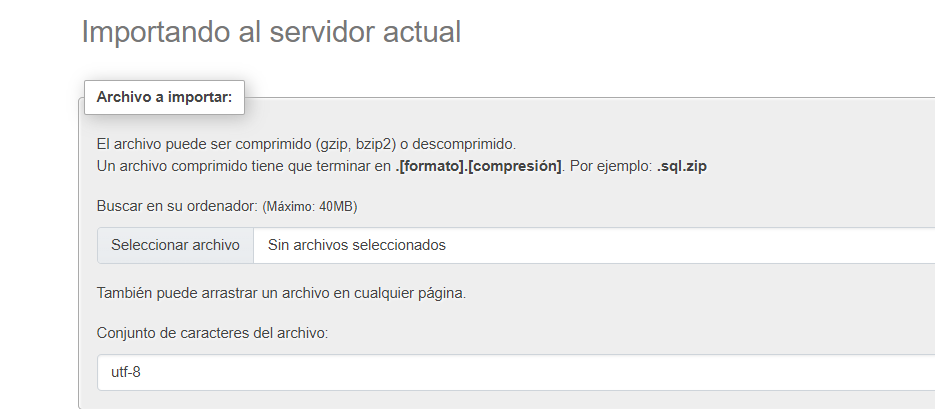 Importando al servidor actual
Archivo a importar:
El archivo puede ser comprimido (gzip, bzip2) o descomprimido.
Un archivo comprimido tiene que terminar en .[formato].[compresión]. Por ejemplo: .sql.zip
Buscar en su ordenador: (Máximo: 40MB)
Seleccionar archivo Sin archivos seleccionados
También puede arrastrar un archivo en cualquier página.
Conjunto de caracteres del archivo:
utf-8